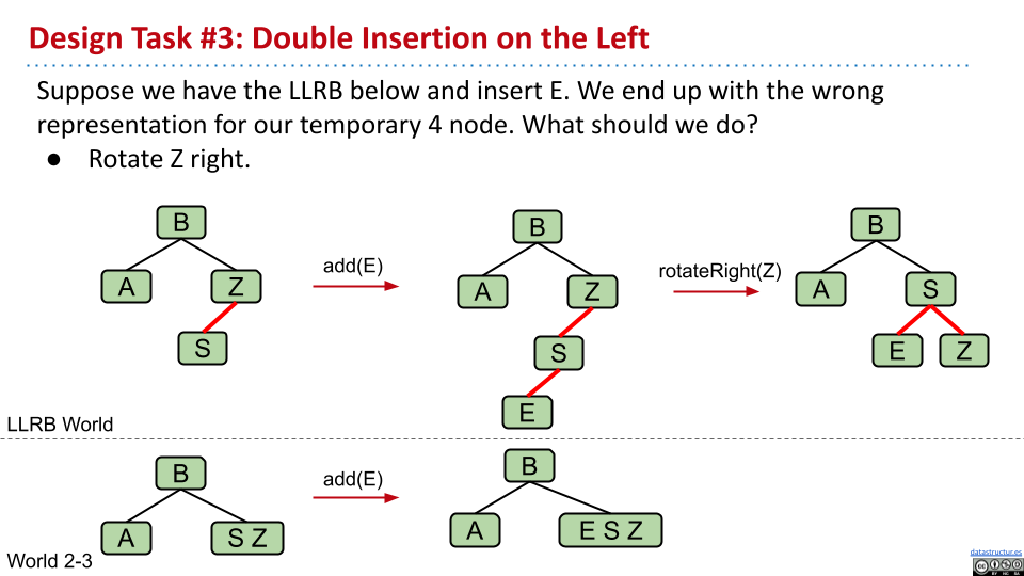 Design Task #3: Double Insertion on the Left
Suppose we have the LLRB below and insert E. We end up with the wrong
representation for our temporary 4 node. What should we do?
● Rotate Z right.
B
A
Z
S
add(E)
B
A
Z
S
E
rotateRight(Z)
B
A
S
E
Z
LLRB World
B
A
S Z
add(E)
B
A
E S Z
World 2-3
datastructur.es